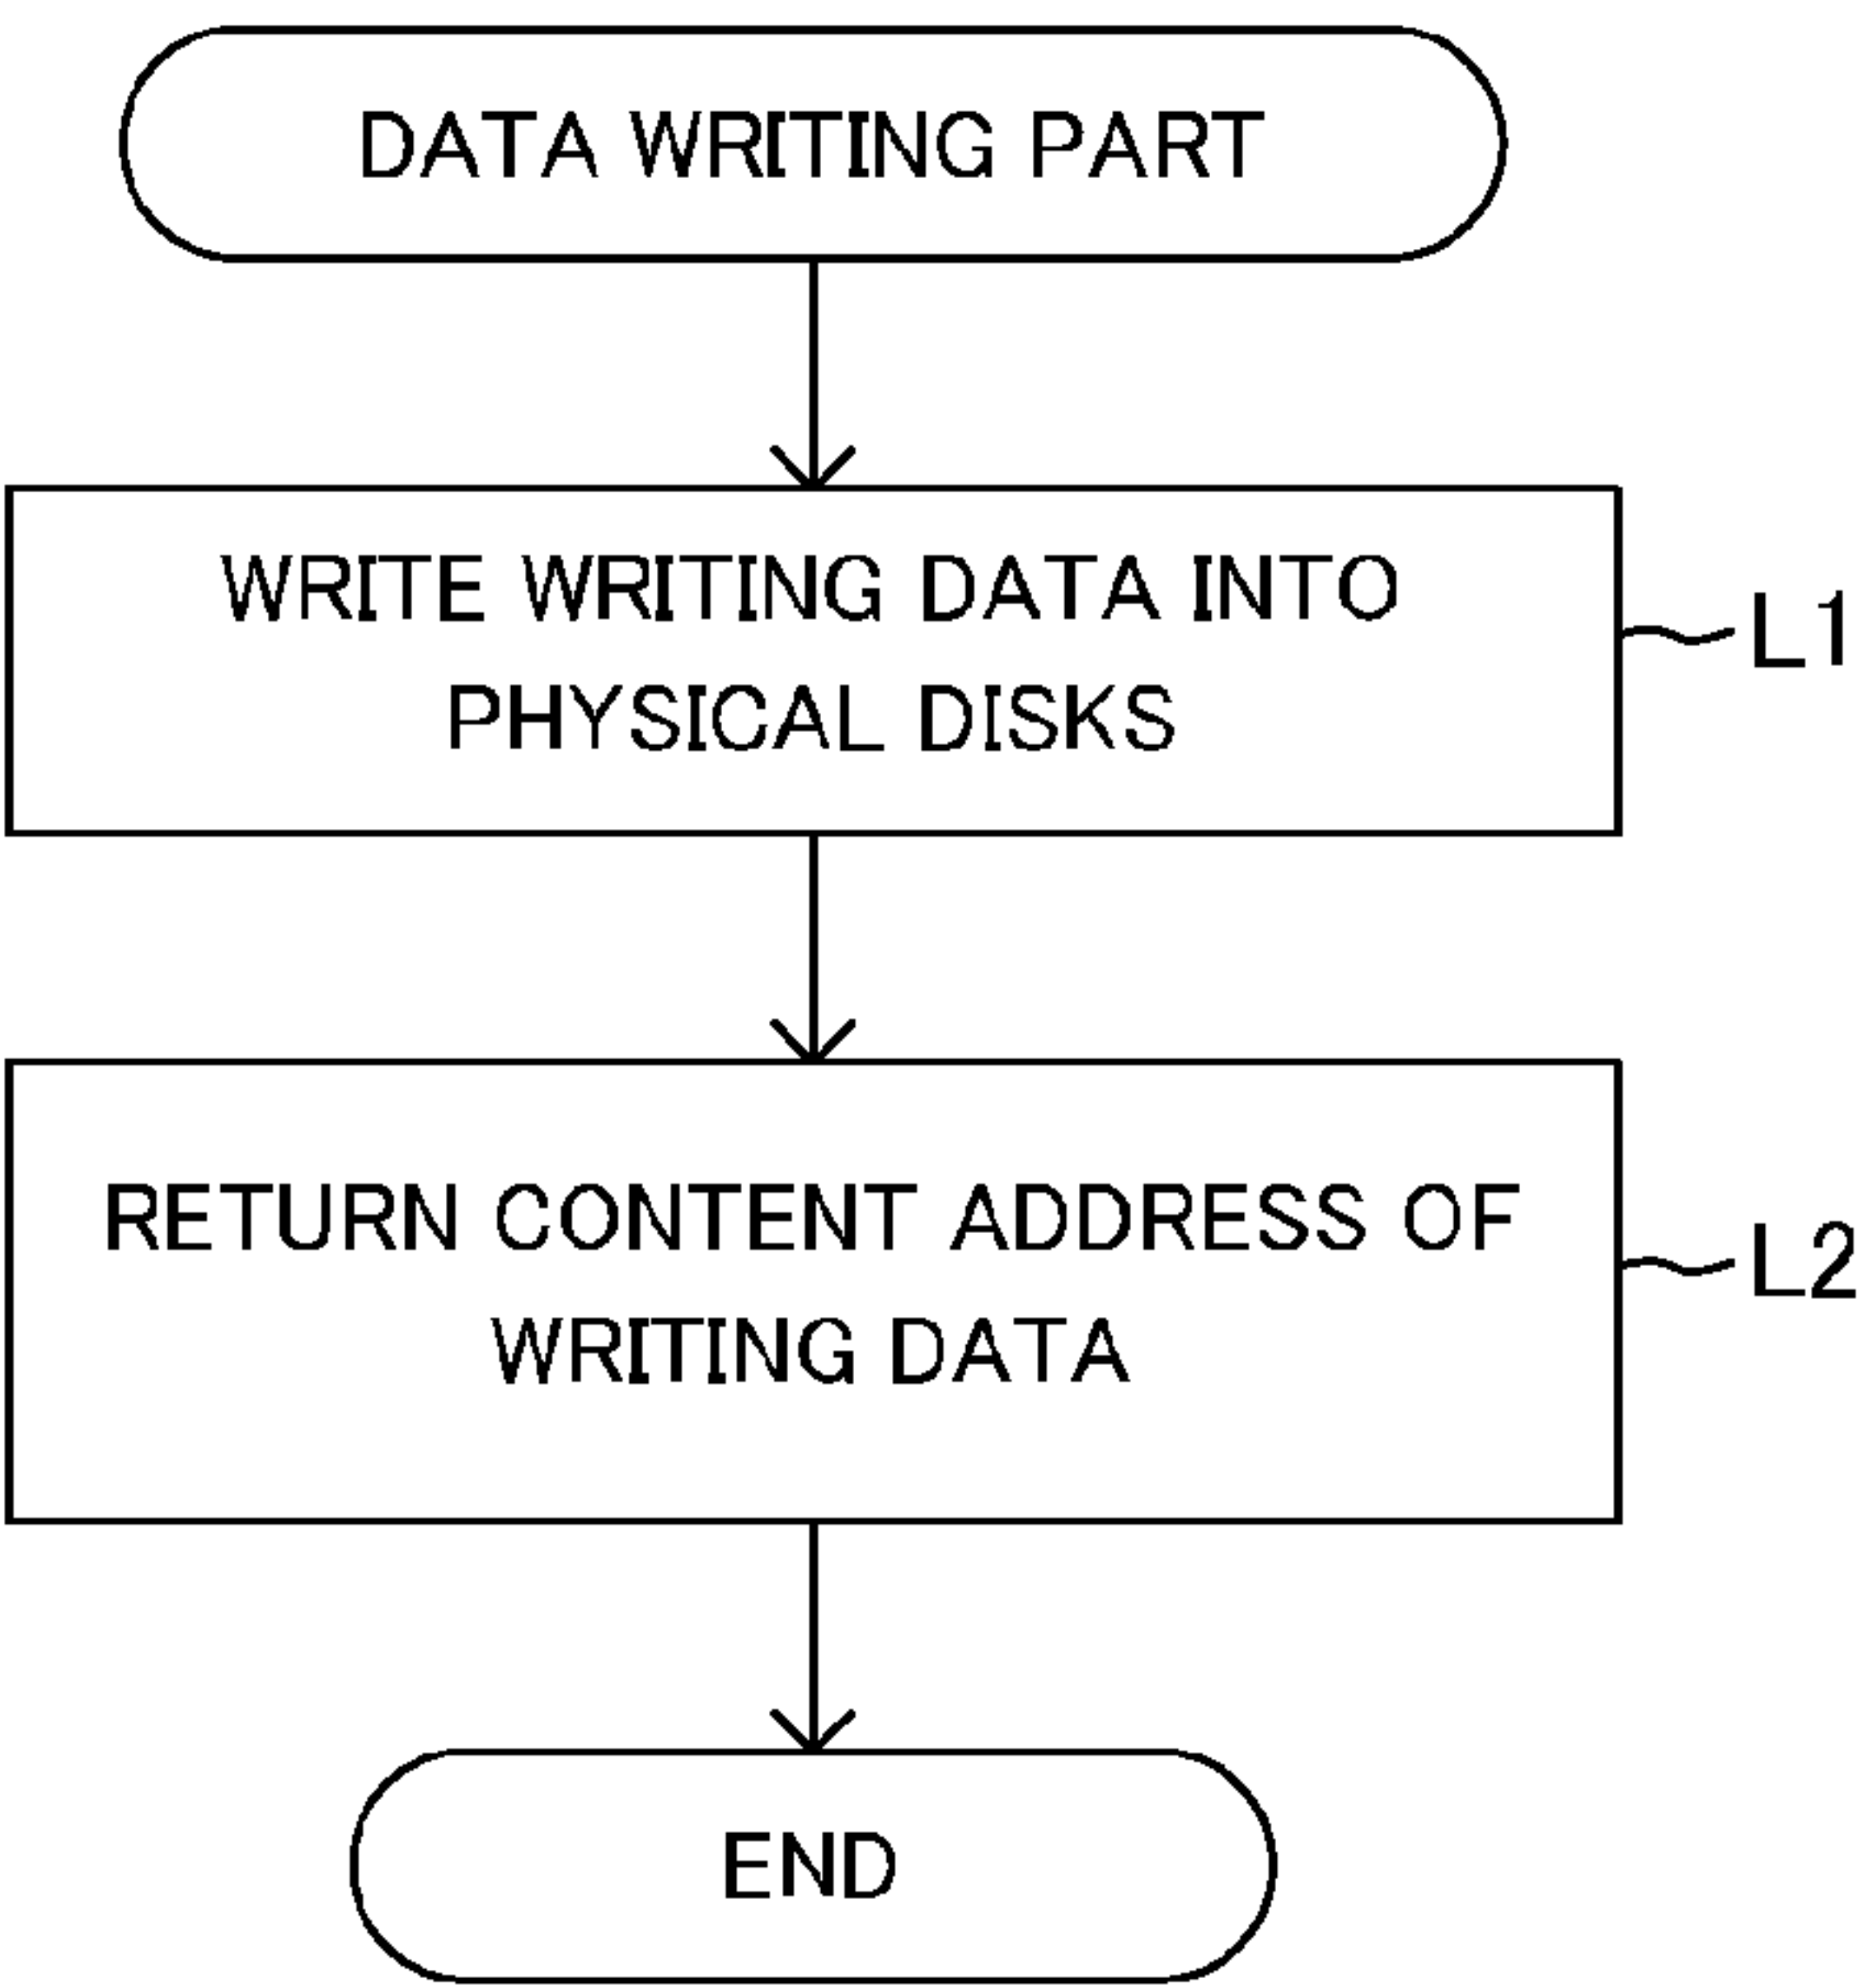 DATA WRITING PART
WRITE WRITING DATA INTO
PHYSICAL DISKS
L1
RETURN CONTENT ADDRESS OF
WRITING DATA
L2
END